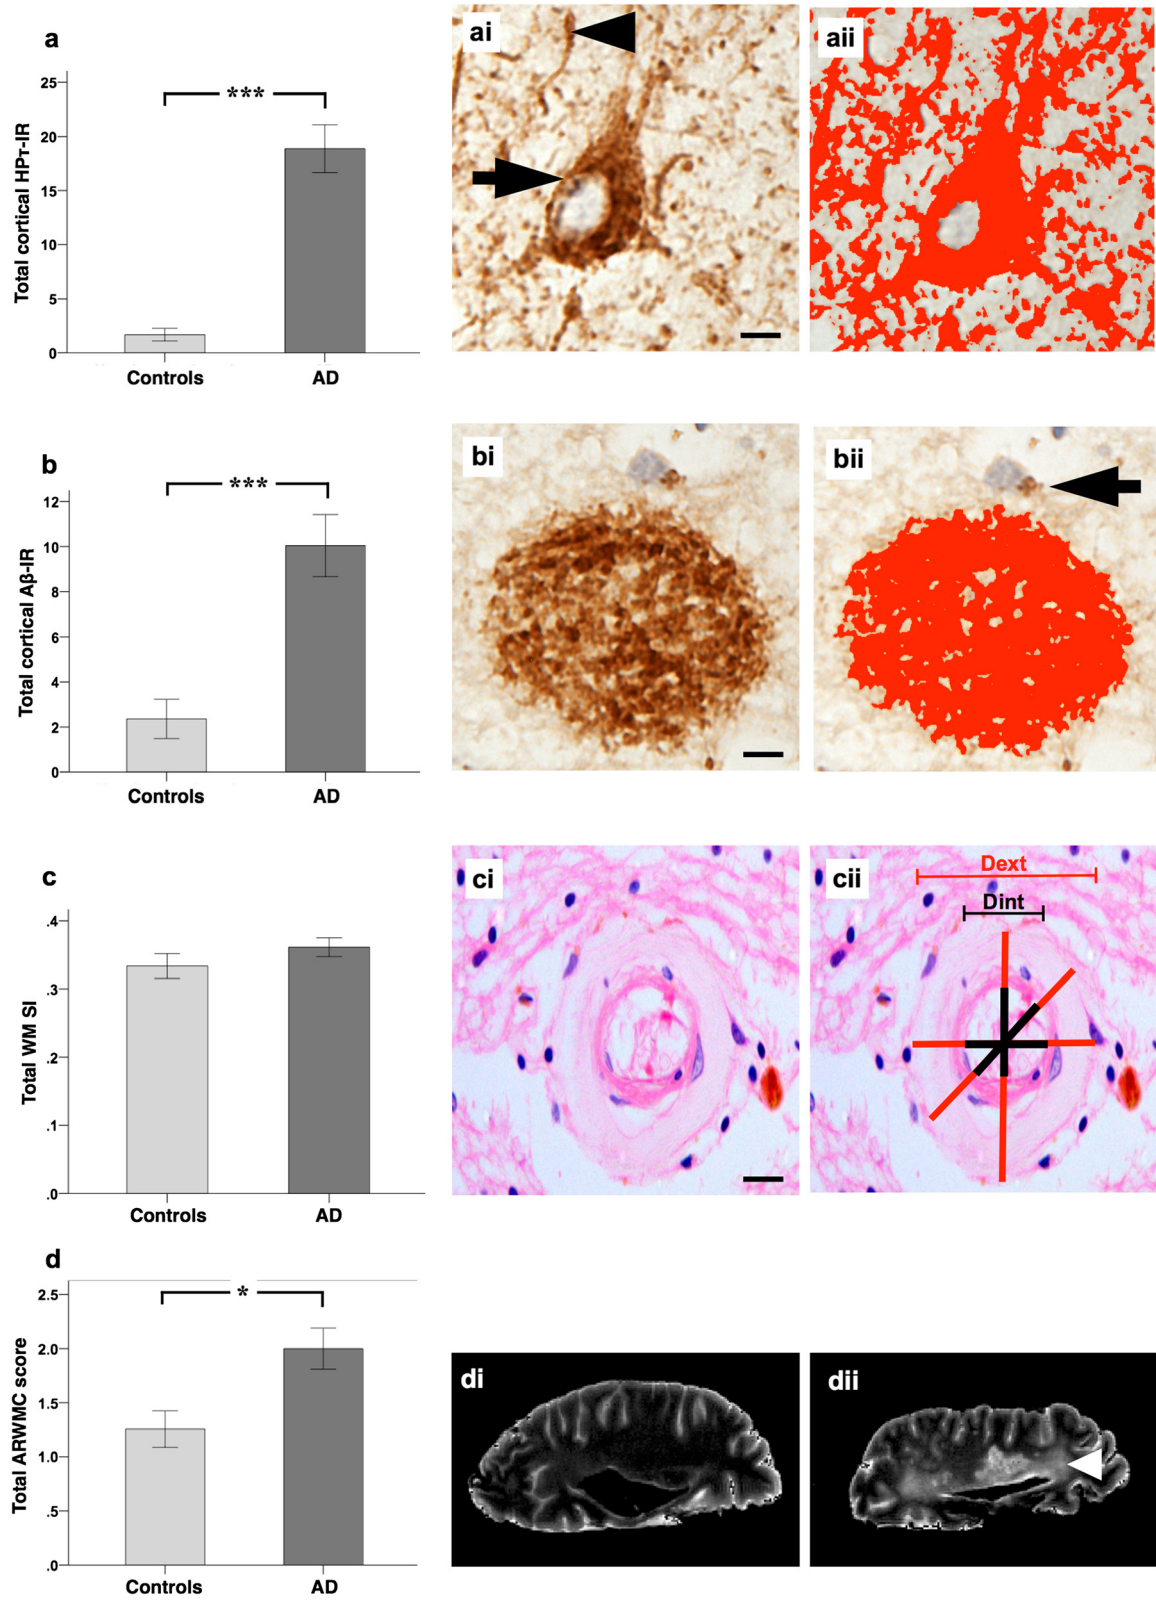 a
Total cortical HPτ-IR
25
20
15
10
5
0
***
Controls AD
ai
aii
b
Total cortical Aβ-IR
12
10
8
6
4
2
0
***
Controls AD
bi
bii
c
Total WM SI
.4
.3
.2
.1
.0
Controls AD
ci
cii
Dext
Dint
d
Total ARWMC score
2.5
2.0
1.5
1.0
.5
.0
*
Controls AD
di
dii